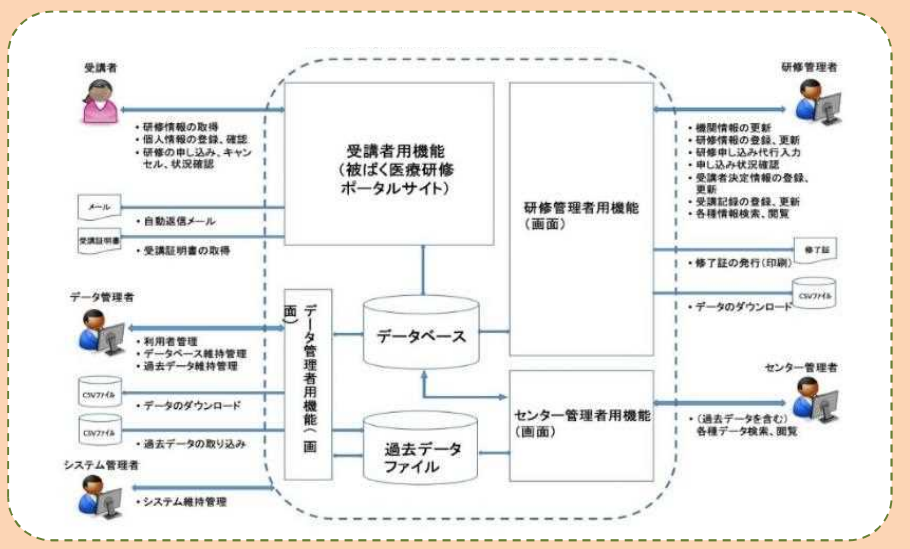 受講者
・研修情報の取得
・個人情報の登録、確認
・研修の申し込み、キャン
セル、状況確認
メール
・自動返信メール
受講証明書
・受講証明書の取得
データ管理者
・利用者管理
・データベース維持管理
・過去データ維持管理
CSVファイル
・データのダウンロード
CSVファイル
・過去データの取り込み
システム管理者
・システム維持管理
受講者用機能
(被ばく医療研修
ポータルサイト)
データ管理者用機能(画
面)
データベース
過去データ
ファイル
研修管理者用機能
(画面)
センター管理者用機能
(画面)
研修管理者
・機関情報の更新
・研修情報の登録、更新
・研修申し込み代行入力
・申し込み状況確認
・受講者決定情報の登録、
更新
・受講記録の登録、更新
・各種情報検索、閲覧
修了証
・修了証の発行(印刷)
CSVファイル
・データのダウンロード
センター管理者
・(過去データを含む)
各種データ検索、閲覧